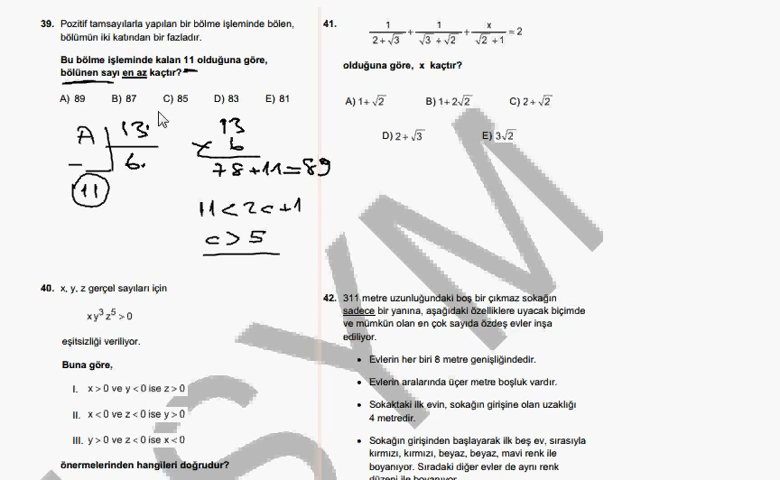 39. Pozitif tamsayılarla yapılan bir bölme işleminde bölen,
bölümün iki katından bir fazladır.
Bu bölme işleminde kalan 11 olduğuna göre,
bölünen sayı en az kaçtır?
A) 89 B) 87 C) 85 D) 83 E) 81
A 13
6
11
13
x 6
78+11=89
11<2c+1
c>5
40. x, y, z gerçel sayıları için
xy³z⁵>0
eşitsizliği veriliyor.
Buna göre,
I. x>0 ve y<0 ise z>0
II. x<0 ve z<0 ise y>0
III. y>0 ve z<0 ise x<0
önermelerinden hangileri doğrudur?
41. 1/(2+√3) + 1/(√3+√2) + x/(√2+1) = 2
olduğuna göre, x kaçtır?
A) 1+√2 B) 1+2√2 C) 2+√2
D) 2+√3 E) 3√2
42. 311 metre uzunluğundaki boş bir çıkmaz sokağın
sadece bir yanına, aşağıdaki özelliklere uyacak biçimde
ve mümkün olan en çok sayıda özdeş evler inşa
ediliyor.
• Evlerin her biri 8 metre genişliğindedir.
• Evlerin aralarında üçer metre boşluk vardır.
• Sokaktaki ilk evin, sokağın girişine olan uzaklığı
4 metredir.
• Sokağın girişinden başlayarak ilk beş ev, sırasıyla
kırmızı, kırmızı, beyaz, beyaz, mavi renk ile
boyanıyor. Sıradaki diğer evler de aynı renk
düzeni ile boyanıyor.